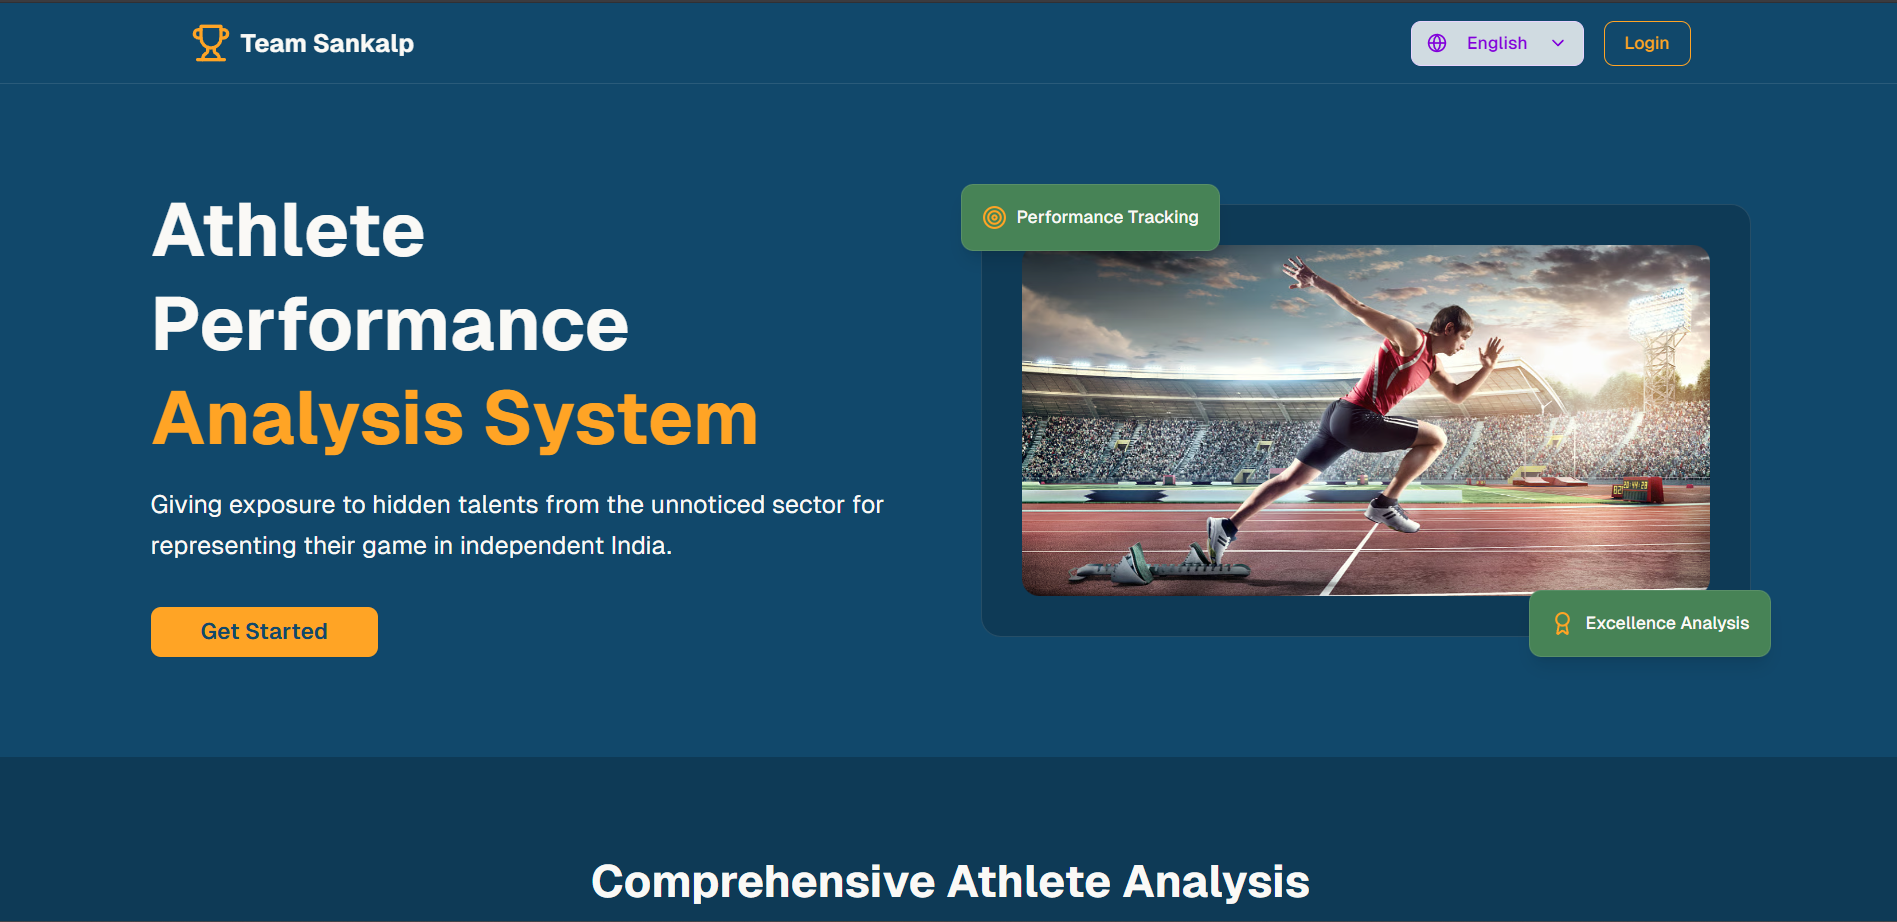 Team Sankalp
English
Login
Athlete
Performance
Analysis System
Giving exposure to hidden talents from the unnoticed sector for
representing their game in independent India.
Get Started
Performance Tracking
Excellence Analysis
Comprehensive Athlete Analysis